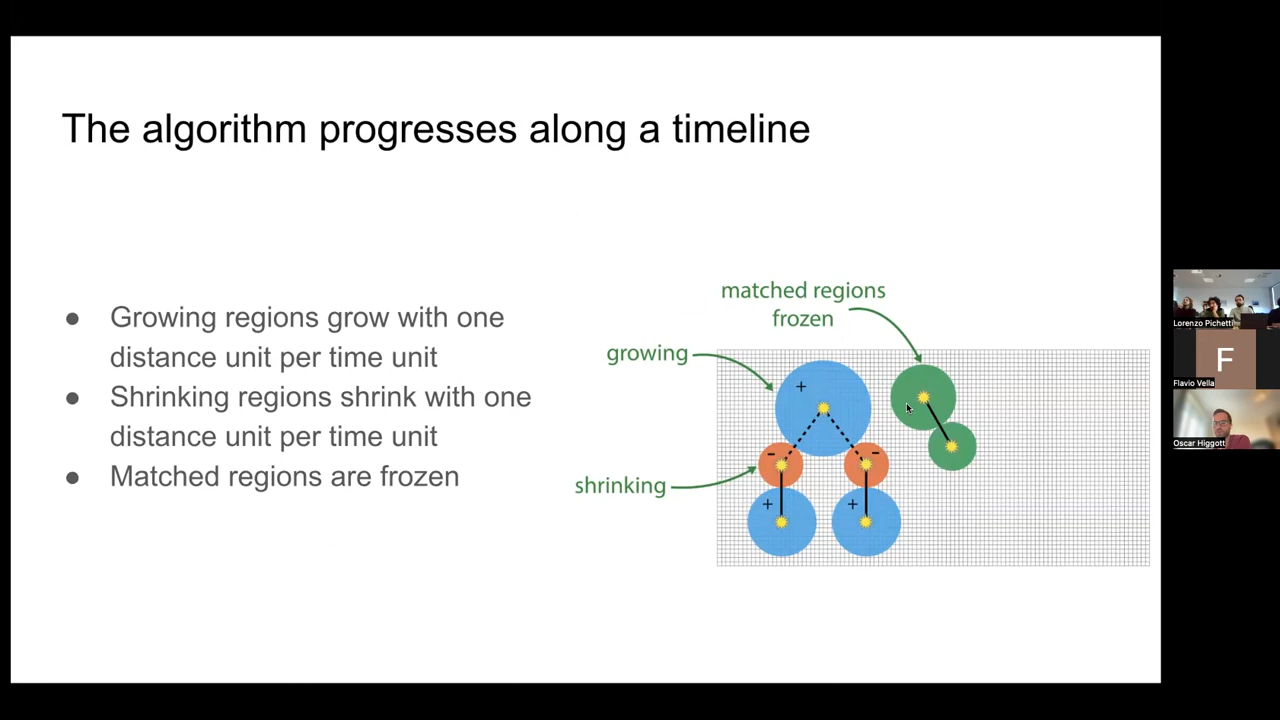 The algorithm progresses along a timeline
● Growing regions grow with one
distance unit per time unit
● Shrinking regions shrink with one
distance unit per time unit
● Matched regions are frozen
matched regions
frozen
growing
shrinking
+
-
-
+
+
Lorenzo Pichetti
F
Flavio Vella
Oscar Higgott